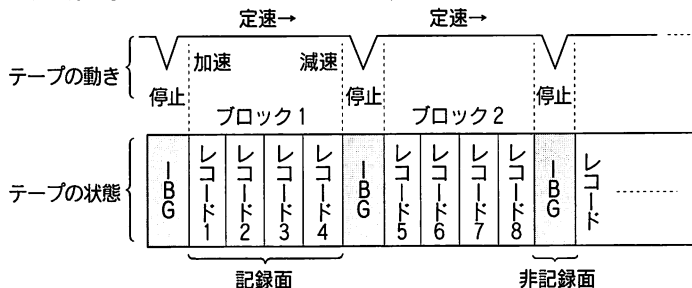 定速→ 定速→
テープの動き 加速 減速
停止 停止 停止
ブロック1 ブロック2
テープの状態
IBG レコード1 レコード2 レコード3 レコード4 IBG レコード5 レコード6 レコード7 レコード8 IBG レコード
記録面 非記録面